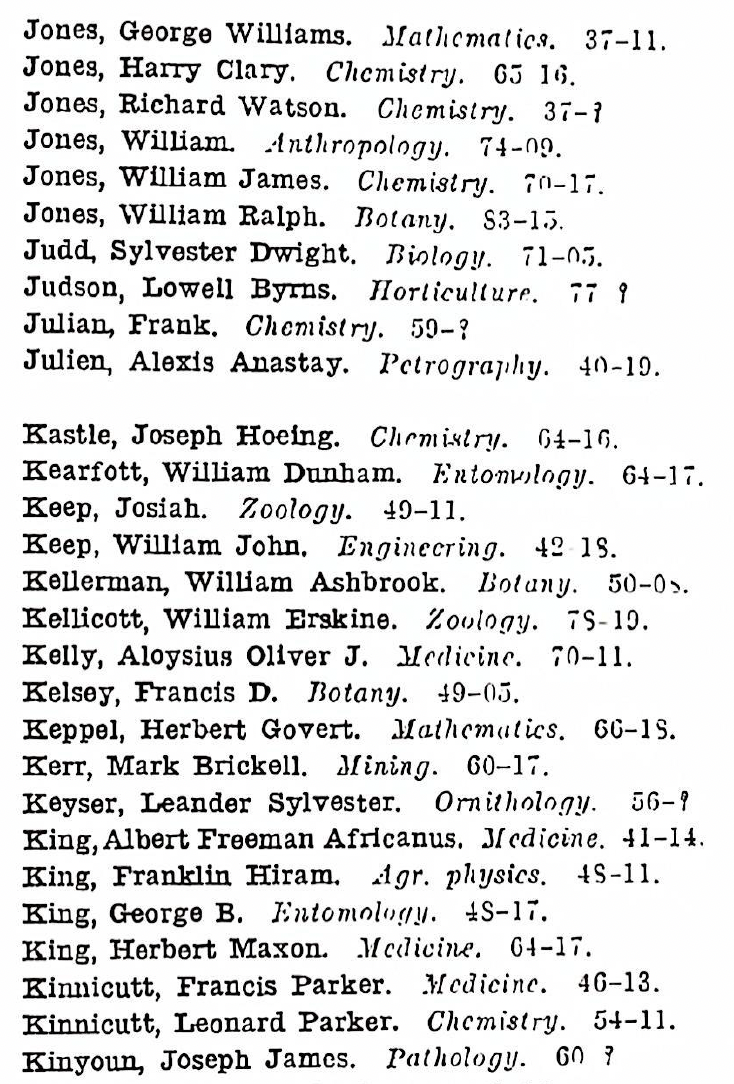 Jones, George Williams. Mathematics. 37–11.
Jones, Harry Clary. Chemistry. 65 16.
Jones, Richard Watson. Chemistry. 37–?
Jones, William. Anthropology. 74–09.
Jones, William James. Chemistry. 70–17.
Jones, William Ralph. Botany. 83–15.
Judd, Sylvester Dwight. Biology. 71–05.
Judson, Lowell Byrns. Horticulture. 77 ?
Julian, Frank. Chemistry. 59–?
Julien, Alexis Anastay. Petrography. 40–19.

Kastle, Joseph Hoeing. Chemistry. 64–16.
Kearfott, William Dunham. Entomology. 64–17.
Keep, Josiah. Zoology. 49–11.
Keep, William John. Engineering. 42 18.
Kellerman, William Ashbrook. Botany. 50–08.
Kellicott, William Erskine. Zoology. 78–19.
Kelly, Aloysius Oliver J. Medicine. 70–11.
Kelsey, Francis D. Botany. 49–05.
Keppel, Herbert Govert. Mathematics. 66–18.
Kerr, Mark Brickell. Mining. 60–17.
Keyser, Leander Sylvester. Ornithology. 56–?
King, Albert Freeman Africanus. Medicine. 41–14.
King, Franklin Hiram. Agr. physics. 48–11.
King, George B. Entomology. 48–17.
King, Herbert Maxon. Medicine. 64–17.
Kinnicutt, Francis Parker. Medicine. 46–13.
Kinnicutt, Leonard Parker. Chemistry. 54–11.
Kinyoun, Joseph James. Pathology. 60 ?